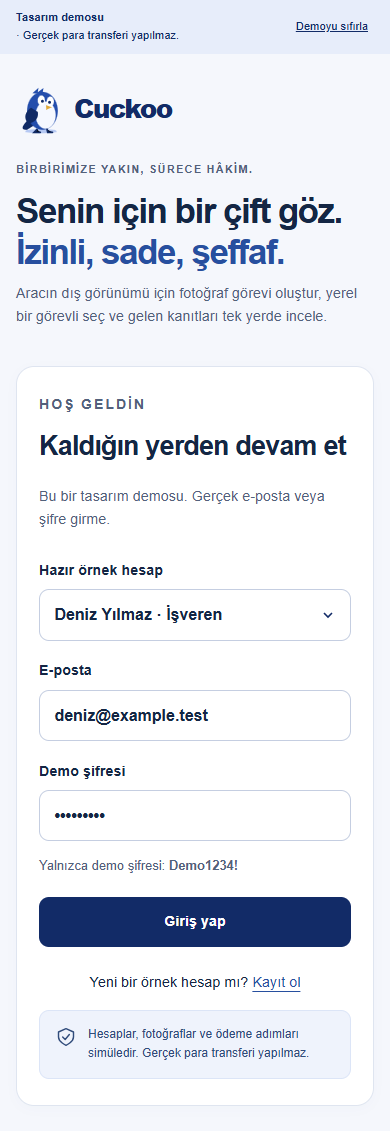 Tasarım demosu
· Gerçek para transferi yapılmaz.
Demoyu sıfırla
Cuckoo
BİRBİRİMİZE YAKIN, SÜRECE HÂKİM.
Senin için bir çift göz.
İzinli, sade, şeffaf.
Aracın dış görünümü için fotoğraf görevi oluştur, yerel
bir görevli seç ve gelen kanıtları tek yerde incele.
HOŞ GELDİN
Kaldığın yerden devam et
Bu bir tasarım demosu. Gerçek e-posta veya
şifre girme.
Hazır örnek hesap
Deniz Yılmaz · İşveren
E-posta
deniz@example.test
Demo şifresi
•••••••••
Yalnızca demo şifresi: Demo1234!
Giriş yap
Yeni bir örnek hesap mı? Kayıt ol
Hesaplar, fotoğraflar ve ödeme adımları
simüledir. Gerçek para transferi yapılmaz.